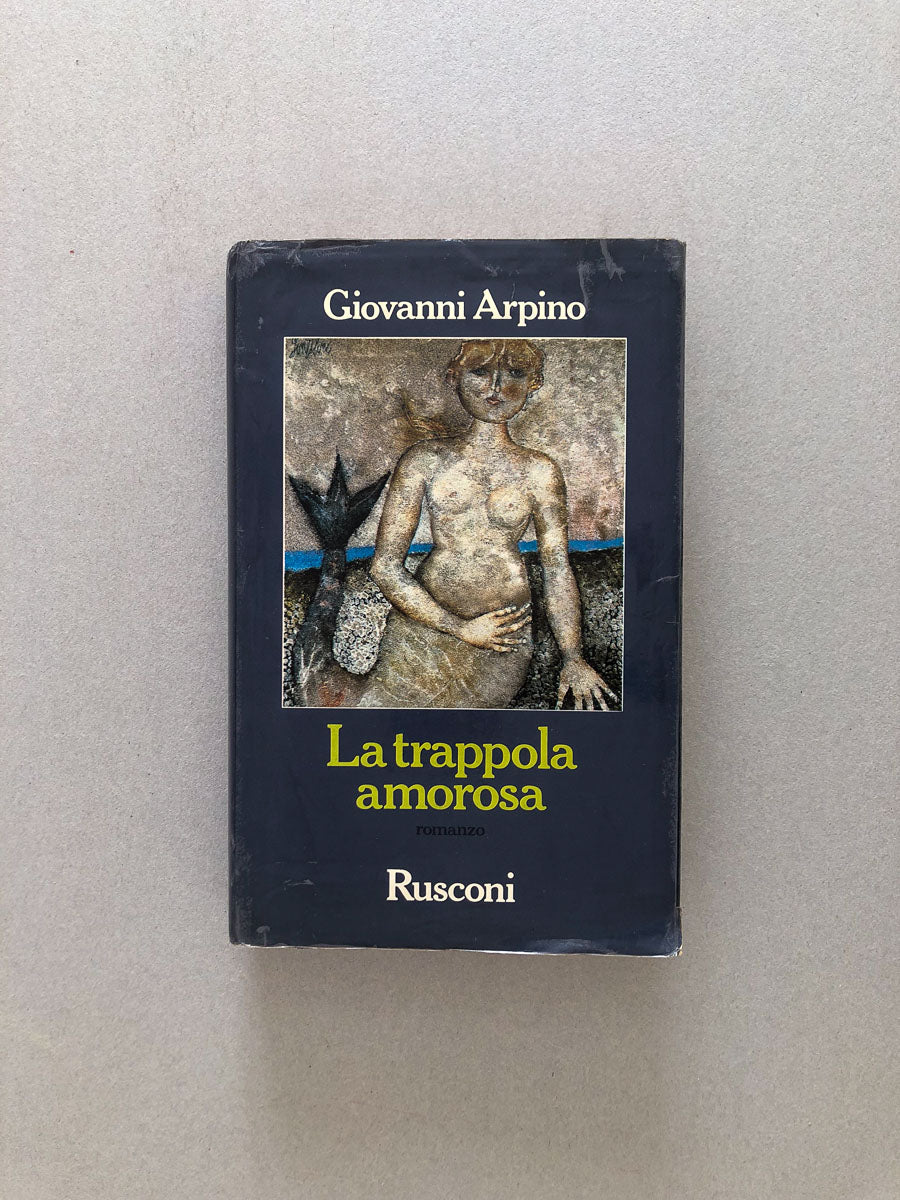 Giovanni Arpino
La trappola
amorosa
romanzo
Rusconi